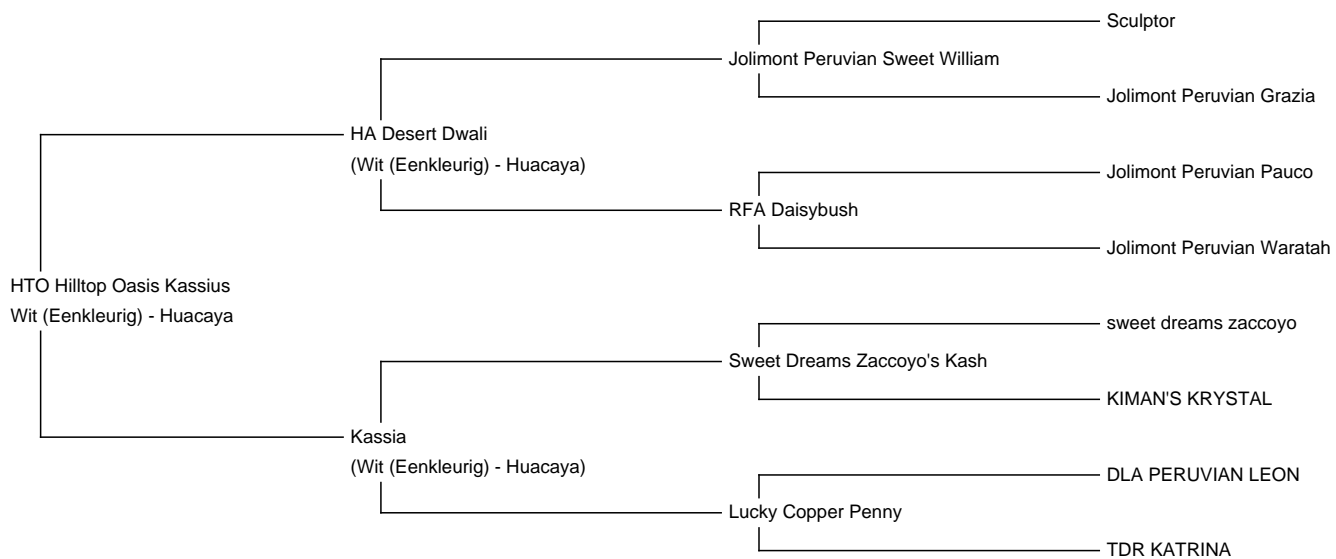 Sculptor
Jolimont Peruvian Sweet William
Jolimont Peruvian Grazia
HA Desert Dwali
(Wit (Eenkleurig) - Huacaya)
Jolimont Peruvian Pauco
RFA Daisybush
Jolimont Peruvian Waratah
HTO Hilltop Oasis Kassius
Wit (Eenkleurig) - Huacaya
sweet dreams zaccoyo
Sweet Dreams Zaccoyo's Kash
KIMAN'S KRYSTAL
Kassia
(Wit (Eenkleurig) - Huacaya)
DLA PERUVIAN LEON
Lucky Copper Penny
TDR KATRINA